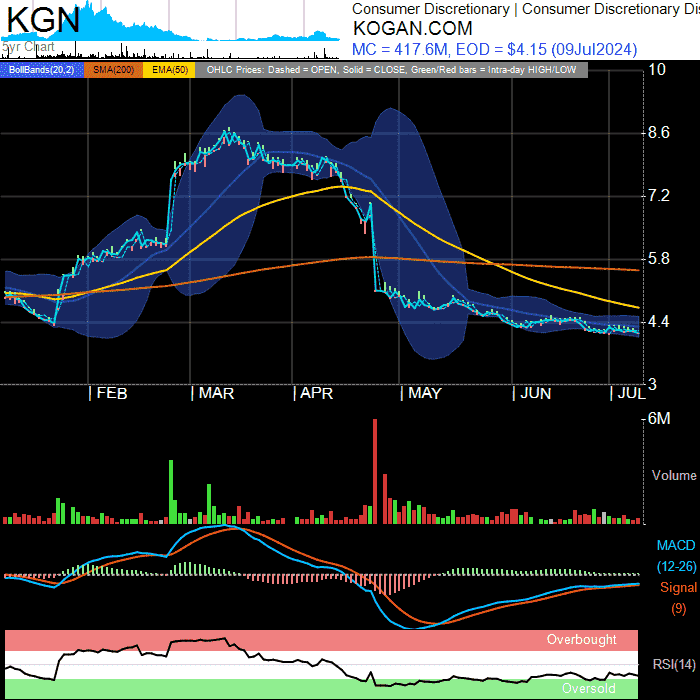 KGN
5yr Chart
Consumer Discretionary | Consumer Discretionary Dis
KOGAN.COM
MC = 417.6M, EOD = $4.15 (09Jul2024)
BollBands(20,2) SMA(200) EMA(50) OHLC Prices: Dashed = OPEN, Solid = CLOSE, Green/Red bars = Intra-day HIGH/LOW
10
8.6
7.2
5.8
4.4
3
| FEB | MAR | APR | MAY | JUN | JUL
6M
Volume
MACD
(12-26)
Signal
(9)
Overbought
RSI(14)
Oversold